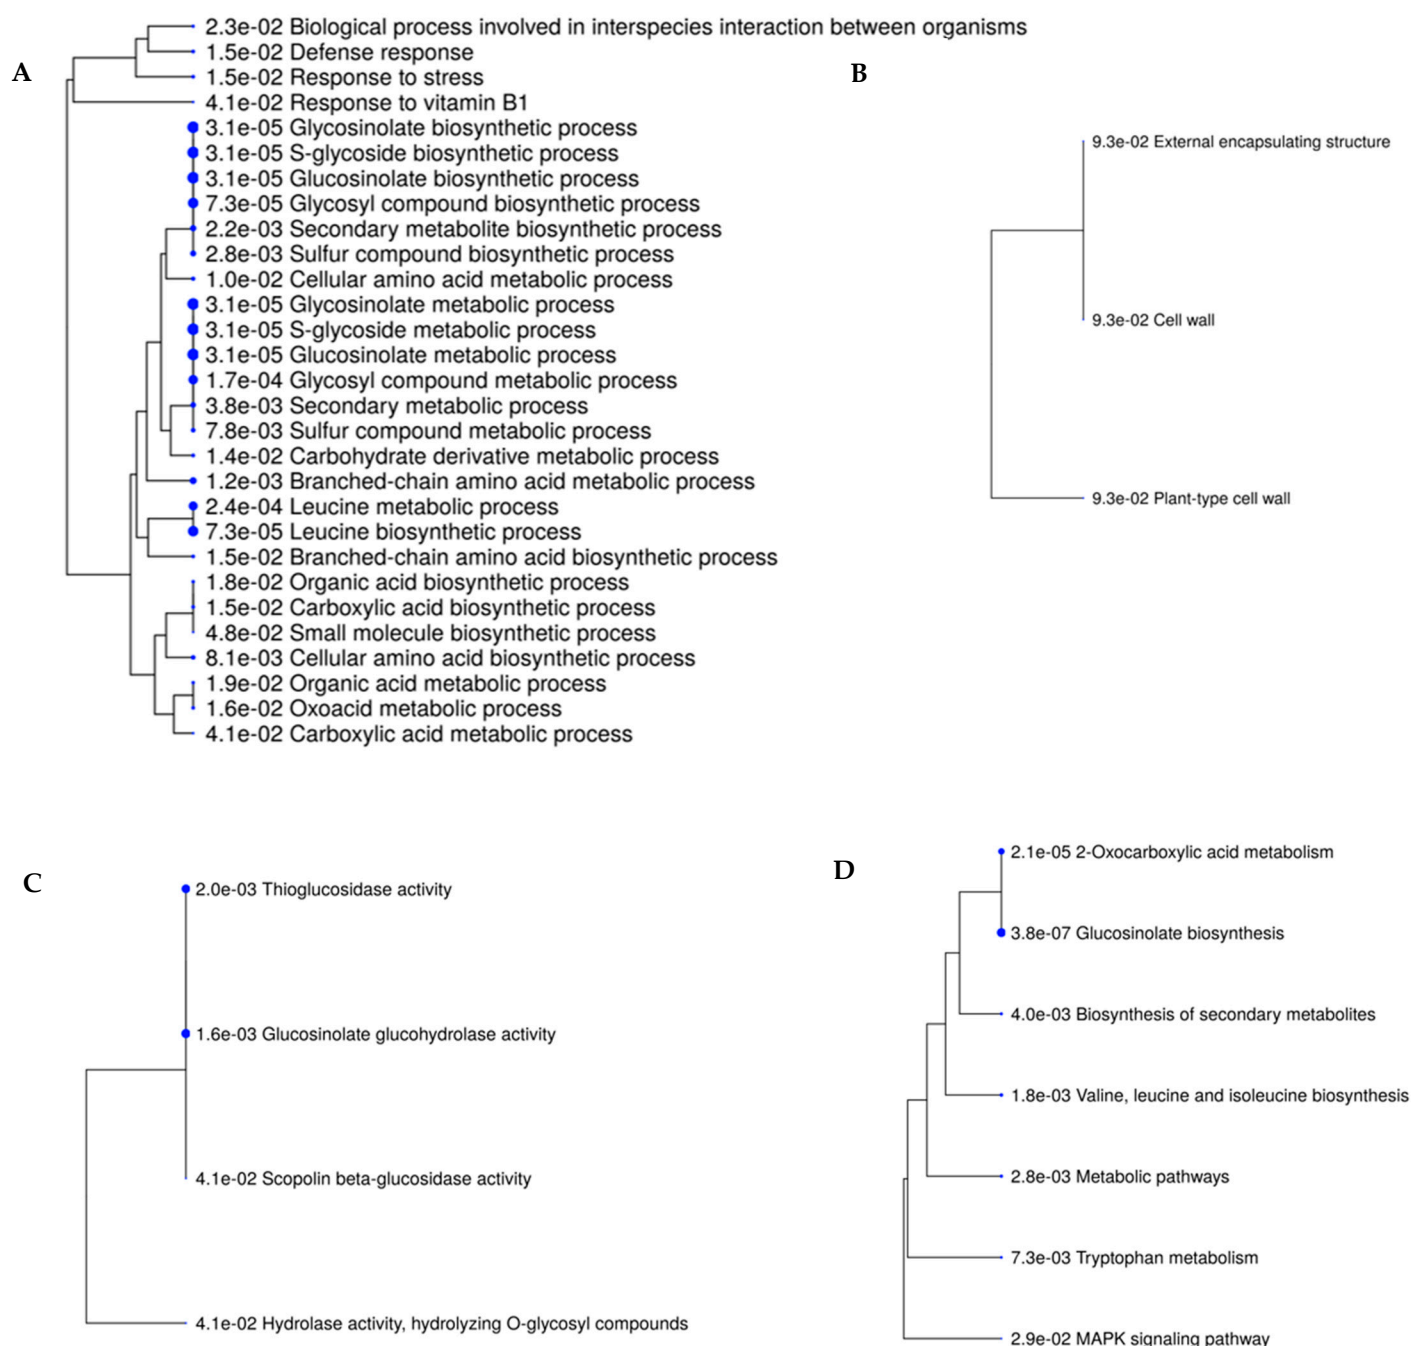 A
2.3e-02 Biological process involved in interspecies interaction between organisms
1.5e-02 Defense response
1.5e-02 Response to stress
4.1e-02 Response to vitamin B1
3.1e-05 Glycosinolate biosynthetic process
3.1e-05 S-glycoside biosynthetic process
3.1e-05 Glucosinolate biosynthetic process
7.3e-05 Glycosyl compound biosynthetic process
2.2e-03 Secondary metabolite biosynthetic process
2.8e-03 Sulfur compound biosynthetic process
1.0e-02 Cellular amino acid metabolic process
3.1e-05 Glycosinolate metabolic process
3.1e-05 S-glycoside metabolic process
3.1e-05 Glucosinolate metabolic process
1.7e-04 Glycosyl compound metabolic process
3.8e-03 Secondary metabolic process
7.8e-03 Sulfur compound metabolic process
1.4e-02 Carbohydrate derivative metabolic process
1.2e-03 Branched-chain amino acid metabolic process
2.4e-04 Leucine metabolic process
7.3e-05 Leucine biosynthetic process
1.5e-02 Branched-chain amino acid biosynthetic process
1.8e-02 Organic acid biosynthetic process
1.5e-02 Carboxylic acid biosynthetic process
4.8e-02 Small molecule biosynthetic process
8.1e-03 Cellular amino acid biosynthetic process
1.9e-02 Organic acid metabolic process
1.6e-02 Oxoacid metabolic process
4.1e-02 Carboxylic acid metabolic process
B
9.3e-02 External encapsulating structure
9.3e-02 Cell wall
9.3e-02 Plant-type cell wall
C
2.0e-03 Thioglucosidase activity
1.6e-03 Glucosinolate glucohydrolase activity
4.1e-02 Scopolin beta-glucosidase activity
4.1e-02 Hydrolase activity, hydrolyzing O-glycosyl compounds
D
2.1e-05 2-Oxocarboxylic acid metabolism
3.8e-07 Glucosinolate biosynthesis
4.0e-03 Biosynthesis of secondary metabolites
1.8e-03 Valine, leucine and isoleucine biosynthesis
2.8e-03 Metabolic pathways
7.3e-03 Tryptophan metabolism
2.9e-02 MAPK signaling pathway